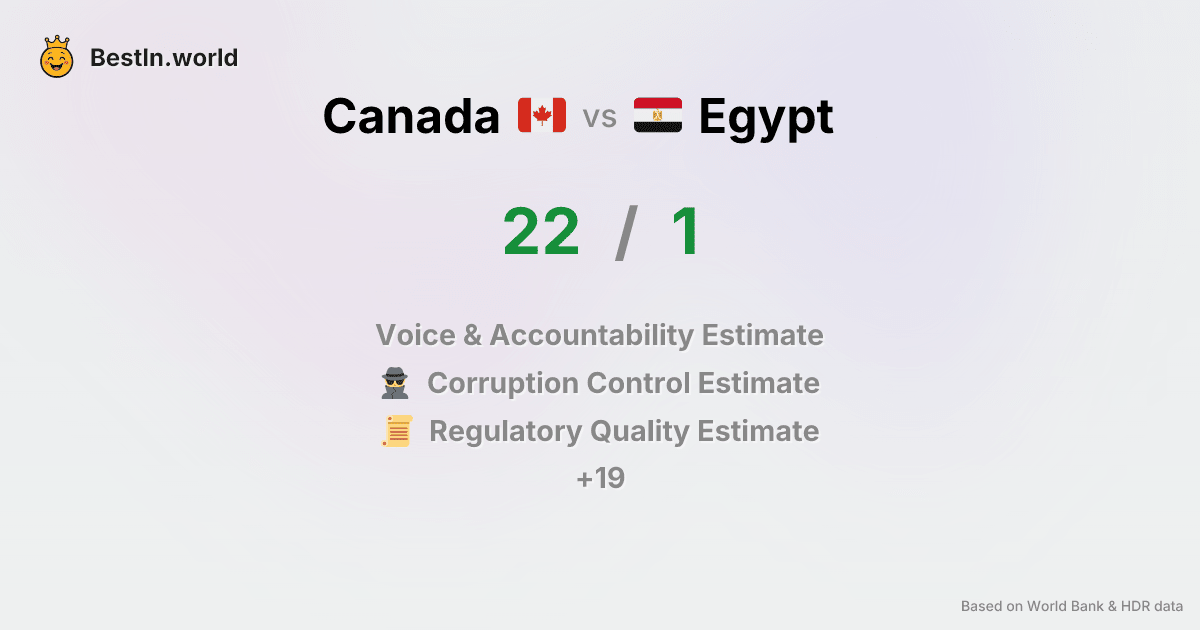 BestIn.world
Canada vs Egypt
22 / 1
Voice & Accountability Estimate
Corruption Control Estimate
Regulatory Quality Estimate
+19
Based on World Bank & HDR data